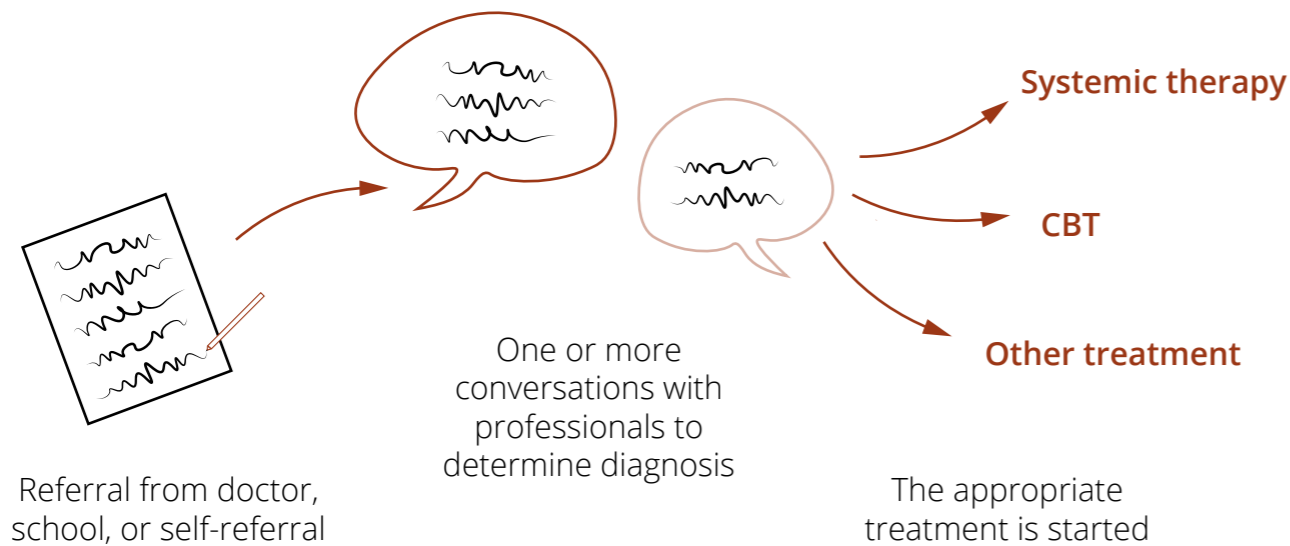 Referral from doctor,
school, or self-referral
One or more
conversations with
professionals to
determine diagnosis
Systemic therapy
CBT
Other treatment
The appropriate
treatment is started